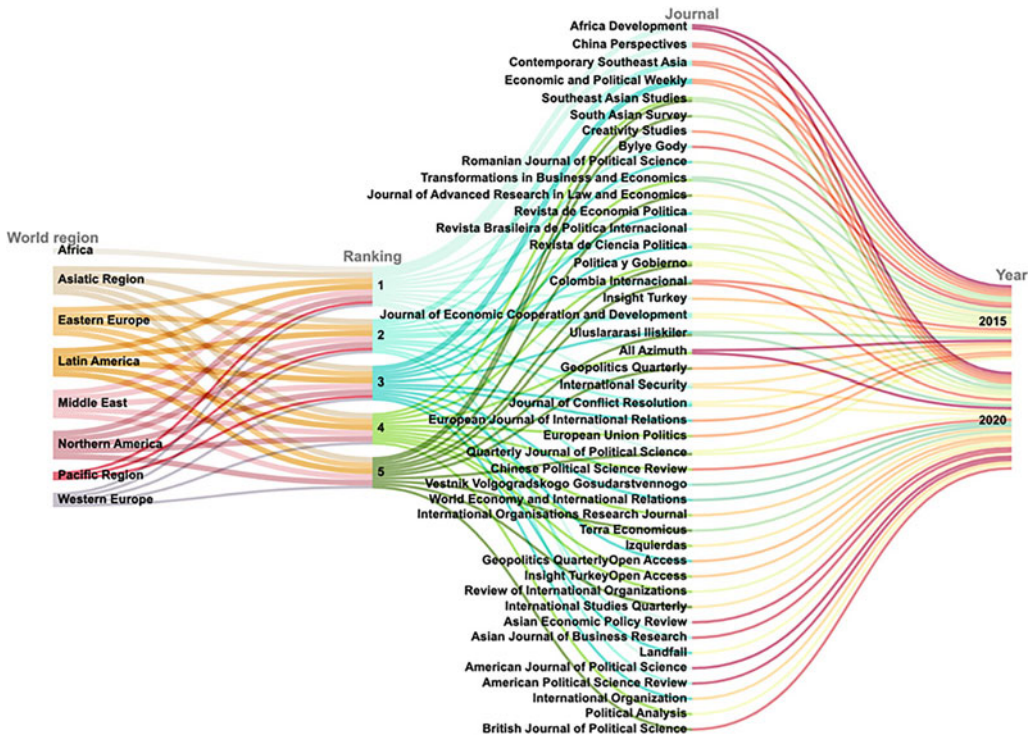 World region
Africa
Asiatic Region
Eastern Europe
Latin America
Middle East
Northern America
Pacific Region
Western Europe
Ranking
1
2
3
4
5
Journal
Africa Development
China Perspectives
Contemporary Southeast Asia
Economic and Political Weekly
Southeast Asian Studies
South Asian Survey
Creativity Studies
Bylye Gody
Romanian Journal of Political Science
Transformations in Business and Economics
Journal of Advanced Research in Law and Economics
Revista de Economia Politica
Revista Brasileira de Politica Internacional
Revista de Ciencia Politica
Politica y Gobierno
Colombia Internacional
Insight Turkey
Journal of Economic Cooperation and Development
Uluslararasi Iliskiler
All Azimuth
Geopolitics Quarterly
International Security
Journal of Conflict Resolution
European Journal of International Relations
European Union Politics
Quarterly Journal of Political Science
Chinese Political Science Review
Vestnik Volgogradskogo Gosudarstvennogo
World Economy and International Relations
International Organisations Research Journal
Terra Economicus
Izquierdas
Geopolitics QuarterlyOpen Access
Insight TurkeyOpen Access
Review of International Organizations
International Studies Quarterly
Asian Economic Policy Review
Asian Journal of Business Research
Landfall
American Journal of Political Science
American Political Science Review
International Organization
Political Analysis
British Journal of Political Science
Year
2015
2020